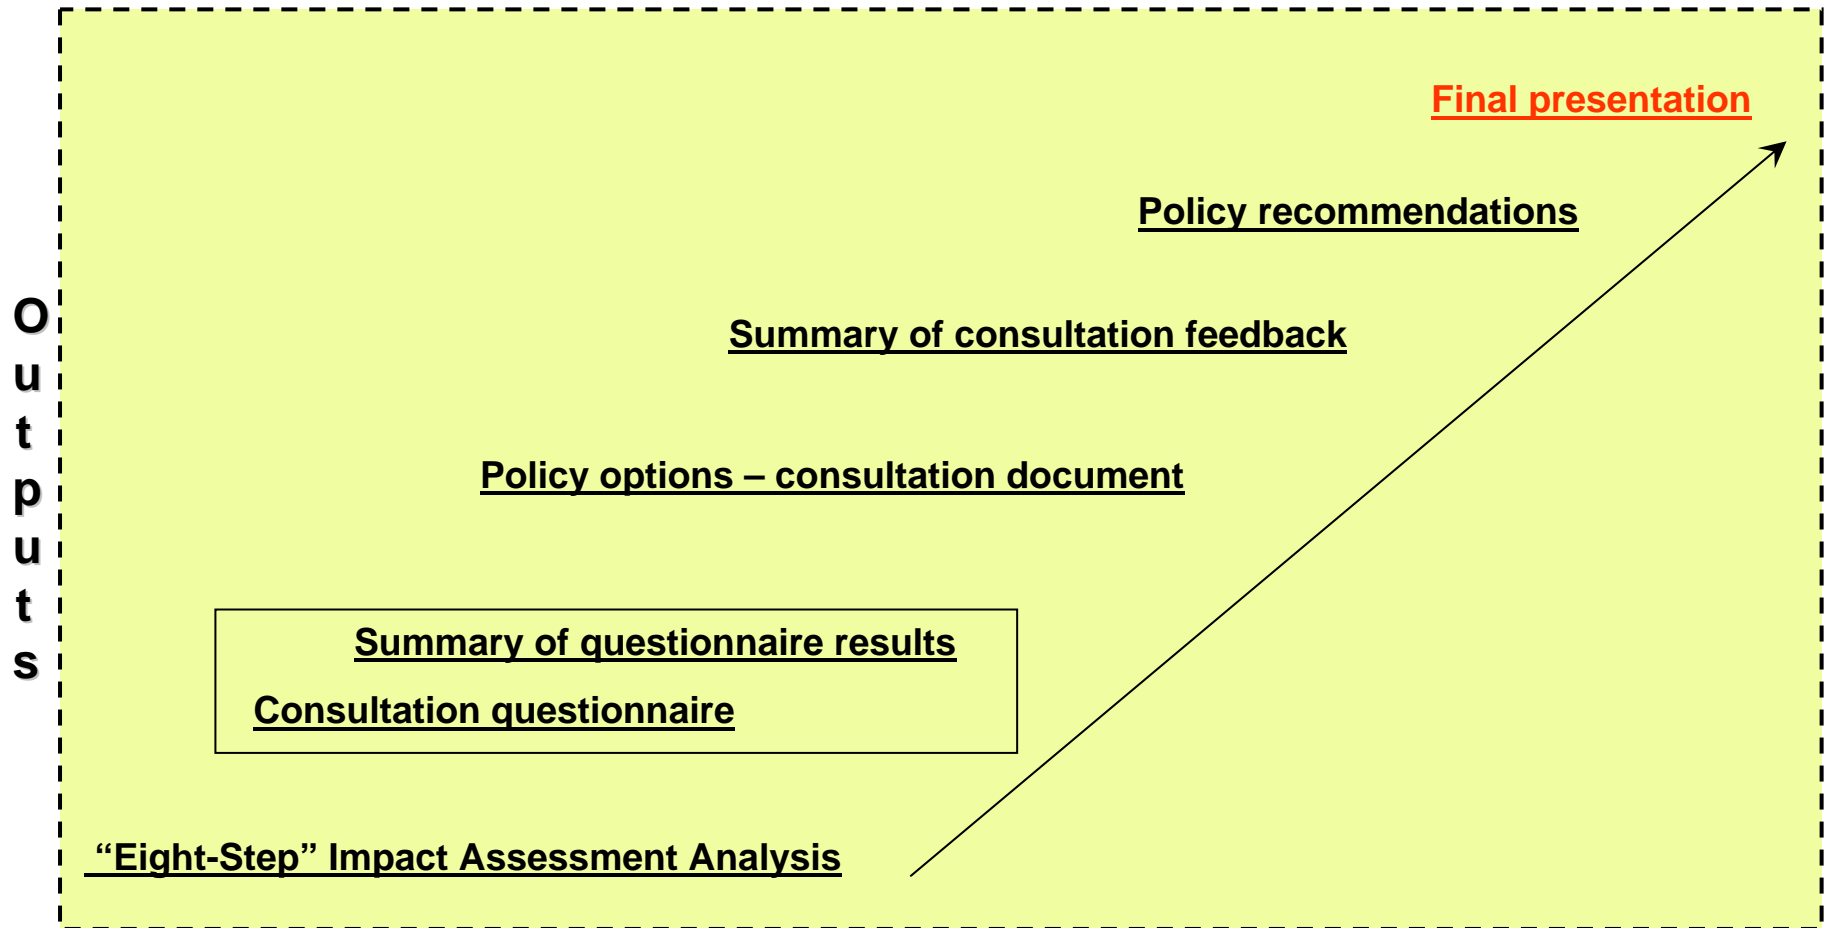 Outputs
Final presentation
Policy recommendations
Summary of consultation feedback
Policy options – consultation document
Summary of questionnaire results
Consultation questionnaire
“Eight-Step” Impact Assessment Analysis